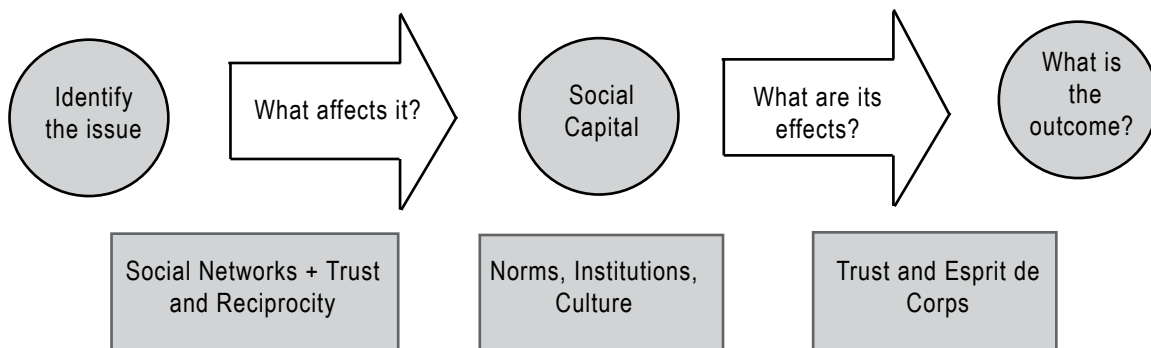 Identify
the issue
What affects it?
Social
Capital
What are its
effects?
What is
the
outcome?
Social Networks + Trust
and Reciprocity
Norms, Institutions,
Culture
Trust and Esprit de
Corps